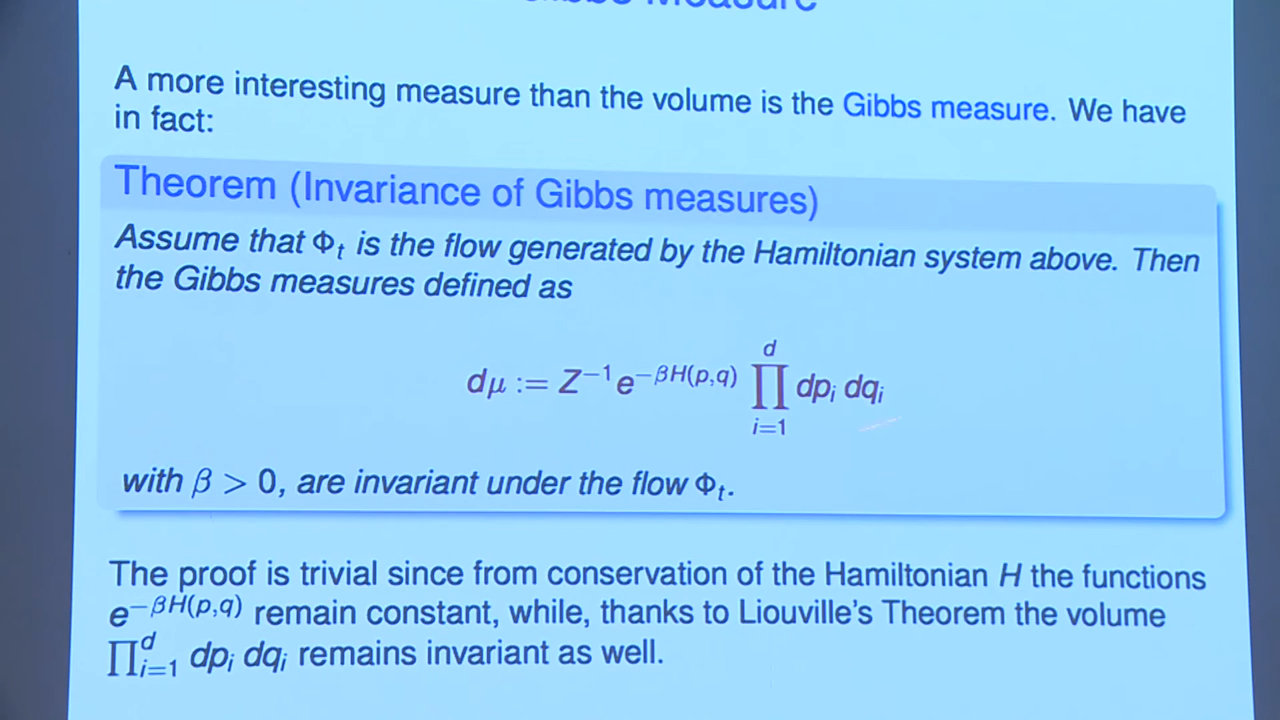 Measure
A more interesting measure than the volume is the Gibbs measure. We have
in fact:
Theorem (Invariance of Gibbs measures)
Assume that Φₜ is the flow generated by the Hamiltonian system above. Then
the Gibbs measures defined as
dμ := Z⁻¹e^{−βH(p,q)} ∏_{i=1}^{d} dpᵢ dqᵢ
with β > 0, are invariant under the flow Φₜ.
The proof is trivial since from conservation of the Hamiltonian H the functions
e^{−βH(p,q)} remain constant, while, thanks to Liouville's Theorem the volume
∏_{i=1}^{d} dpᵢ dqᵢ remains invariant as well.